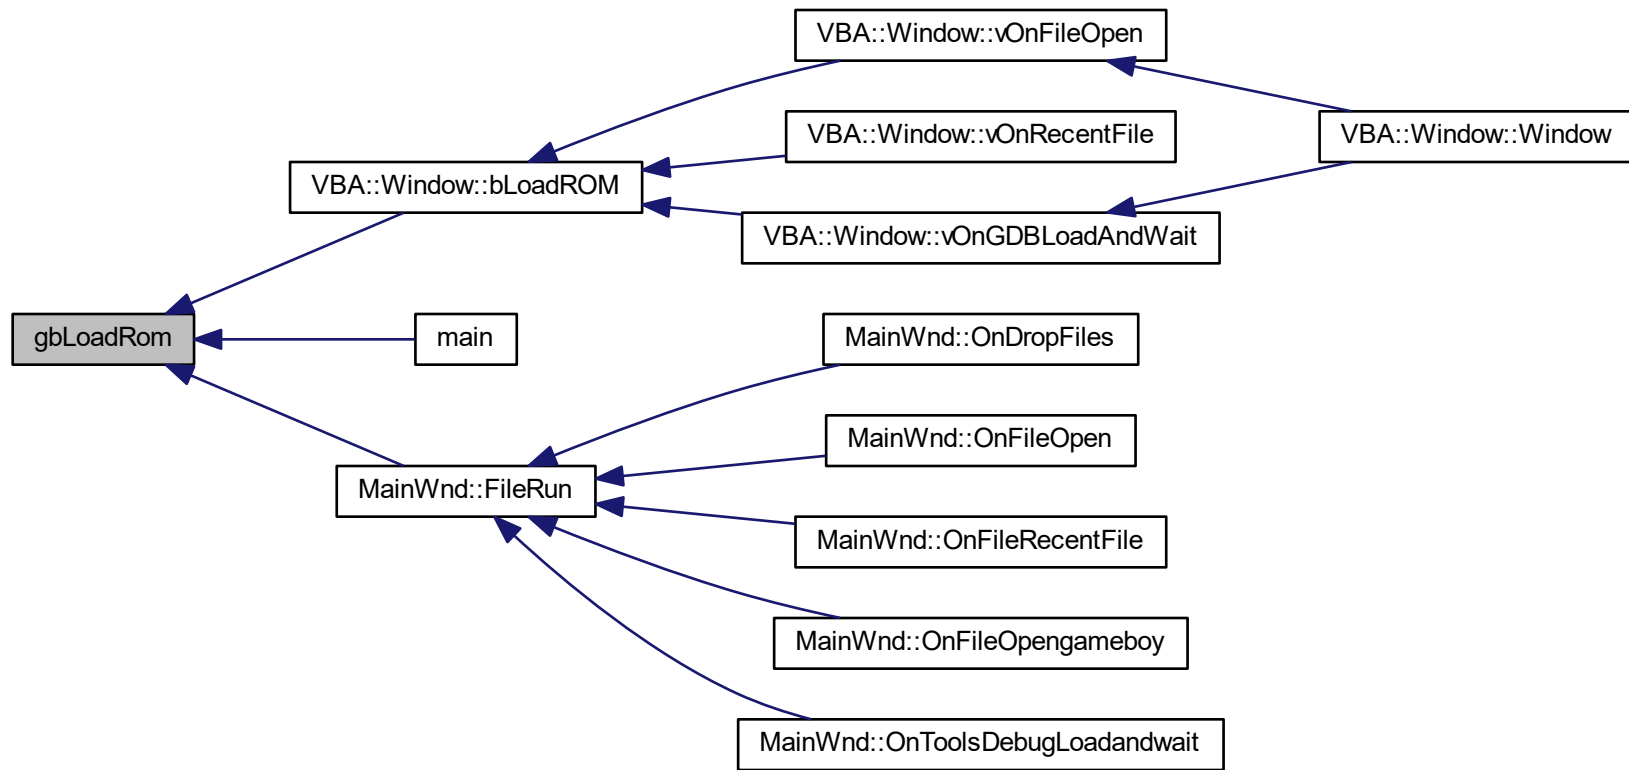 VBA::Window::vOnFileOpen
VBA::Window::vOnRecentFile
VBA::Window::Window
VBA::Window::bLoadROM
VBA::Window::vOnGDBLoadAndWait
gbLoadRom
main
MainWnd::OnDropFiles
MainWnd::OnFileOpen
MainWnd::FileRun
MainWnd::OnFileRecentFile
MainWnd::OnFileOpengameboy
MainWnd::OnToolsDebugLoadandwait